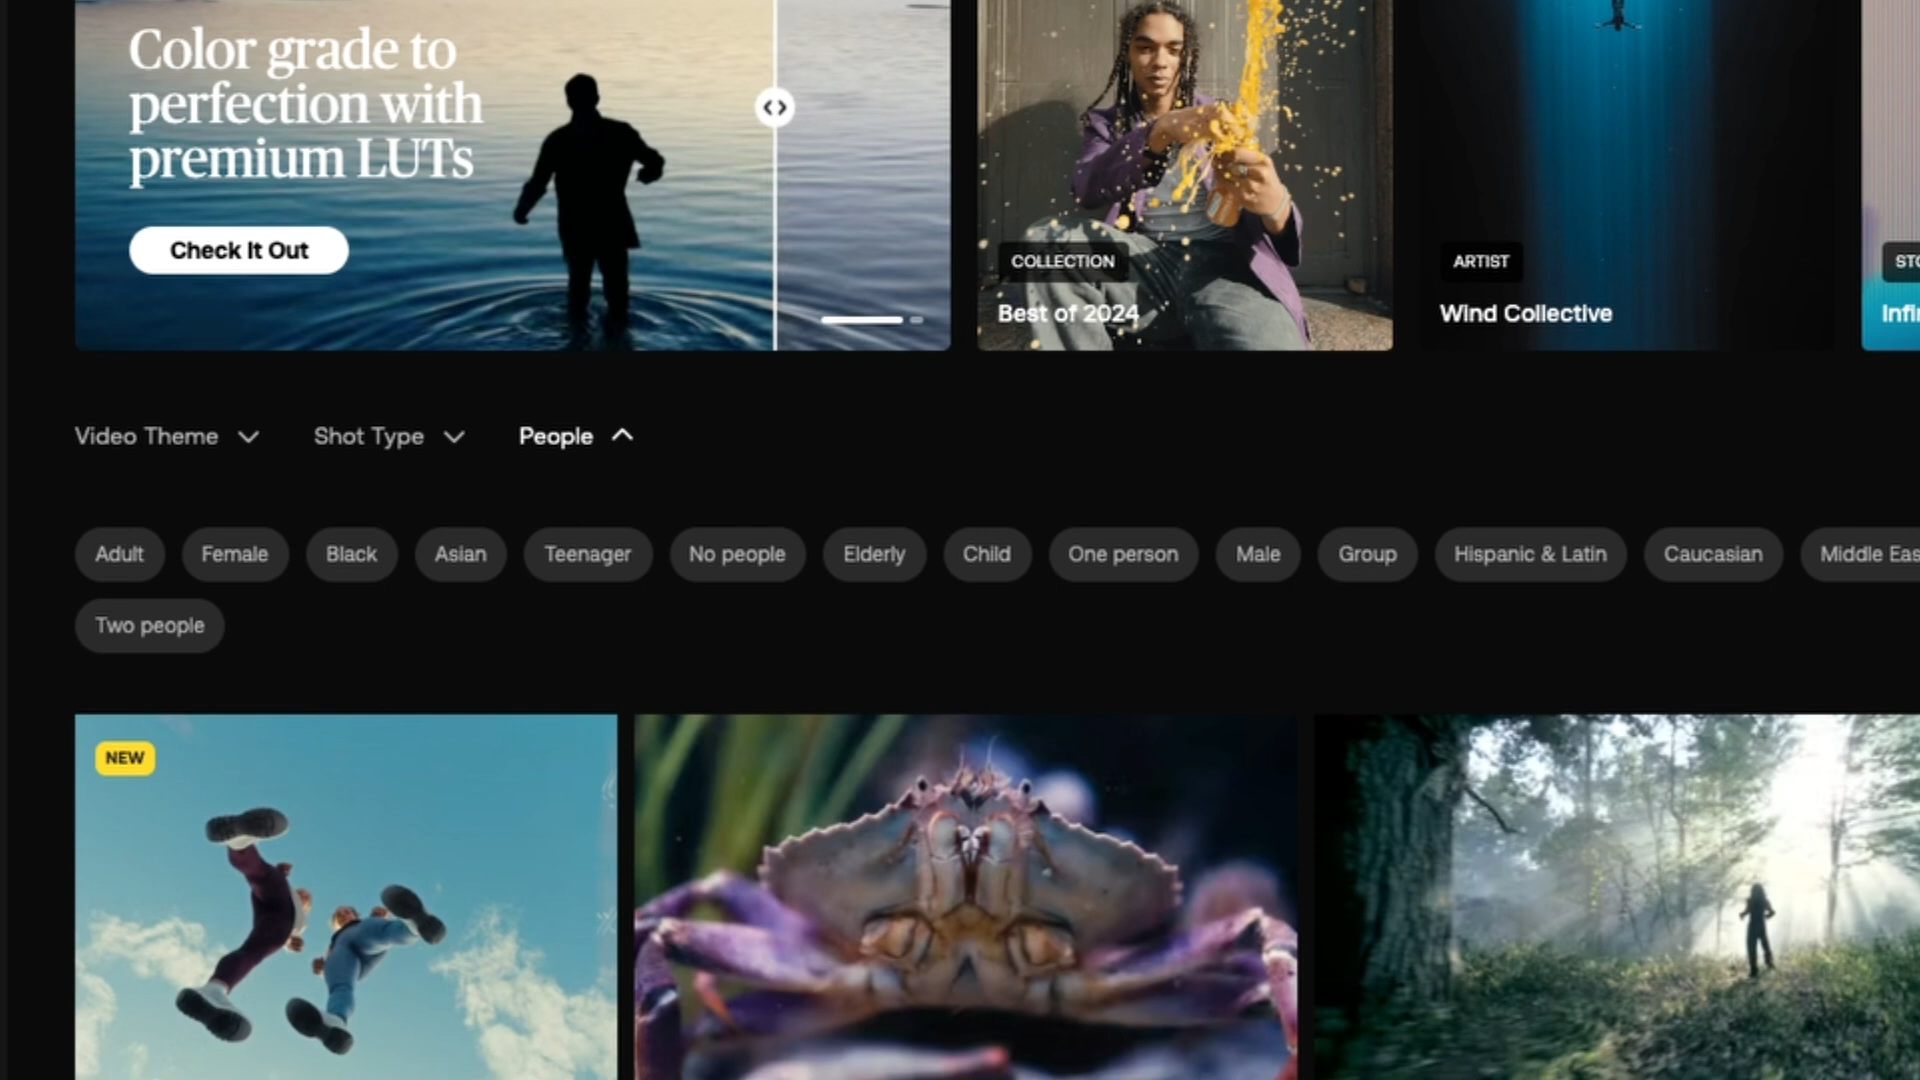 Color grade to
perfection with
premium LUTs
Check It Out
COLLECTION
Best of 2024
ARTIST
Wind Collective
Video Theme
Shot Type
People
Adult
Female
Black
Asian
Teenager
No people
Elderly
Child
One person
Male
Group
Hispanic & Latin
Caucasian
Middle
Two people
NEW